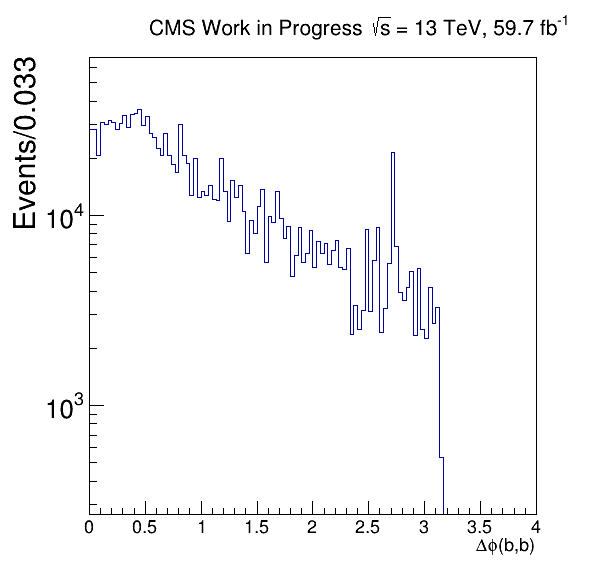 CMS Work in Progress √s = 13 TeV, 59.7 fb⁻¹
Events/0.033
10⁴
10³
0 0.5 1 1.5 2 2.5 3 3.5 4
Δϕ(b,b)